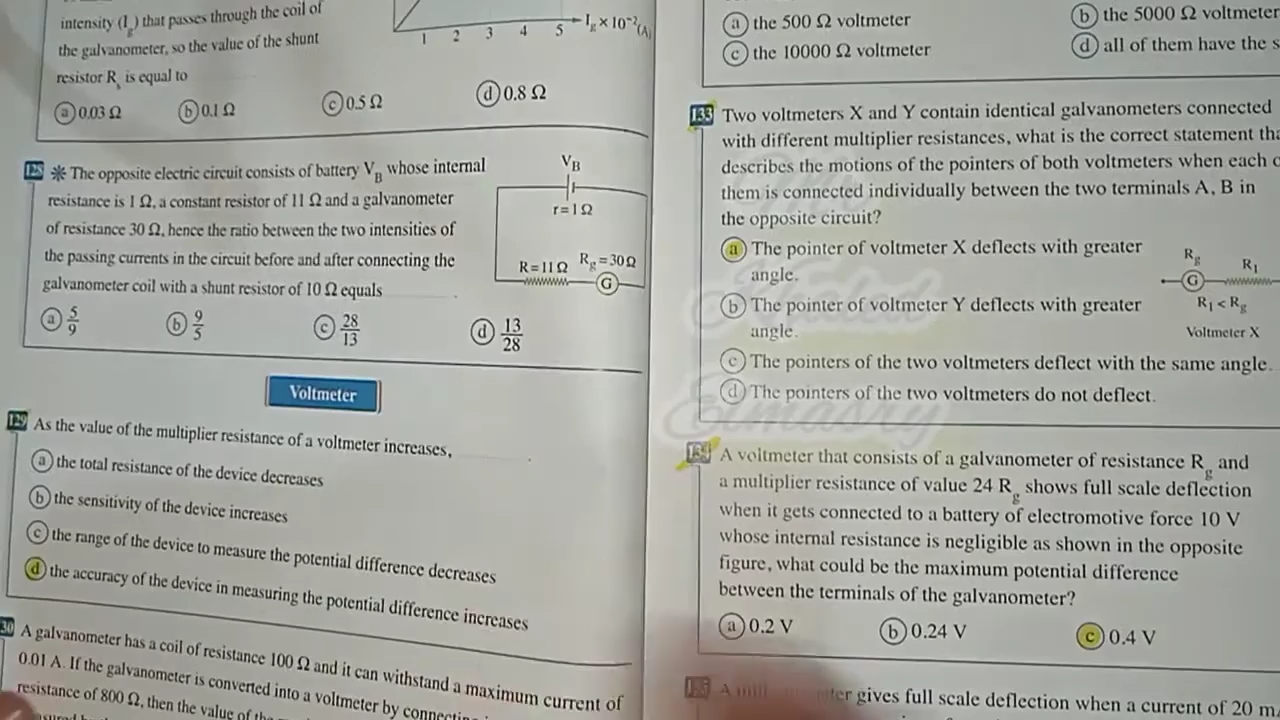 intensity (Ig) that passes through the coil of
the galvanometer, so the value of the shunt
resistor Rs is equal to
a 0.03 Ω b 0.1 Ω c 0.5 Ω d 0.8 Ω
1 2 3 4 5 Ig × 10⁻² (A)
128 * The opposite electric circuit consists of battery VB whose internal
resistance is 1 Ω, a constant resistor of 11 Ω and a galvanometer
of resistance 30 Ω, hence the ratio between the two intensities of
the passing currents in the circuit before and after connecting the
galvanometer coil with a shunt resistor of 10 Ω equals
a 5/9 b 9/5 c 28/13 d 13/28
VB
r = 1 Ω
R = 11 Ω Rg = 30 Ω
G
Voltmeter
129 As the value of the multiplier resistance of a voltmeter increases,
a the total resistance of the device decreases
b the sensitivity of the device increases
c the range of the device to measure the potential difference decreases
d the accuracy of the device in measuring the potential difference increases
30 A galvanometer has a coil of resistance 100 Ω and it can withstand a maximum current of
0.01 A. If the galvanometer is converted into a voltmeter by
resistance of 800 Ω, then the value of
a the 500 Ω voltmeter b the 5000 Ω voltmeter
c the 10000 Ω voltmeter d all of them have the s
133 Two voltmeters X and Y contain identical galvanometers connected
with different multiplier resistances, what is the correct statement tha
describes the motions of the pointers of both voltmeters when each o
them is connected individually between the two terminals A, B in
the opposite circuit?
a The pointer of voltmeter X deflects with greater
angle.
b The pointer of voltmeter Y deflects with greater
angle.
c The pointers of the two voltmeters deflect with the same angle.
d The pointers of the two voltmeters do not deflect.
Rg R1
G
R1 < Rg
Voltmeter X
Elmasry
134 A voltmeter that consists of a galvanometer of resistance Rg and
a multiplier resistance of value 24 Rg shows full scale deflection
when it gets connected to a battery of electromotive force 10 V
whose internal resistance is negligible as shown in the opposite
figure, what could be the maximum potential difference
between the terminals of the galvanometer?
a 0.2 V b 0.24 V c 0.4 V
gives full scale deflection when a current of 20 m